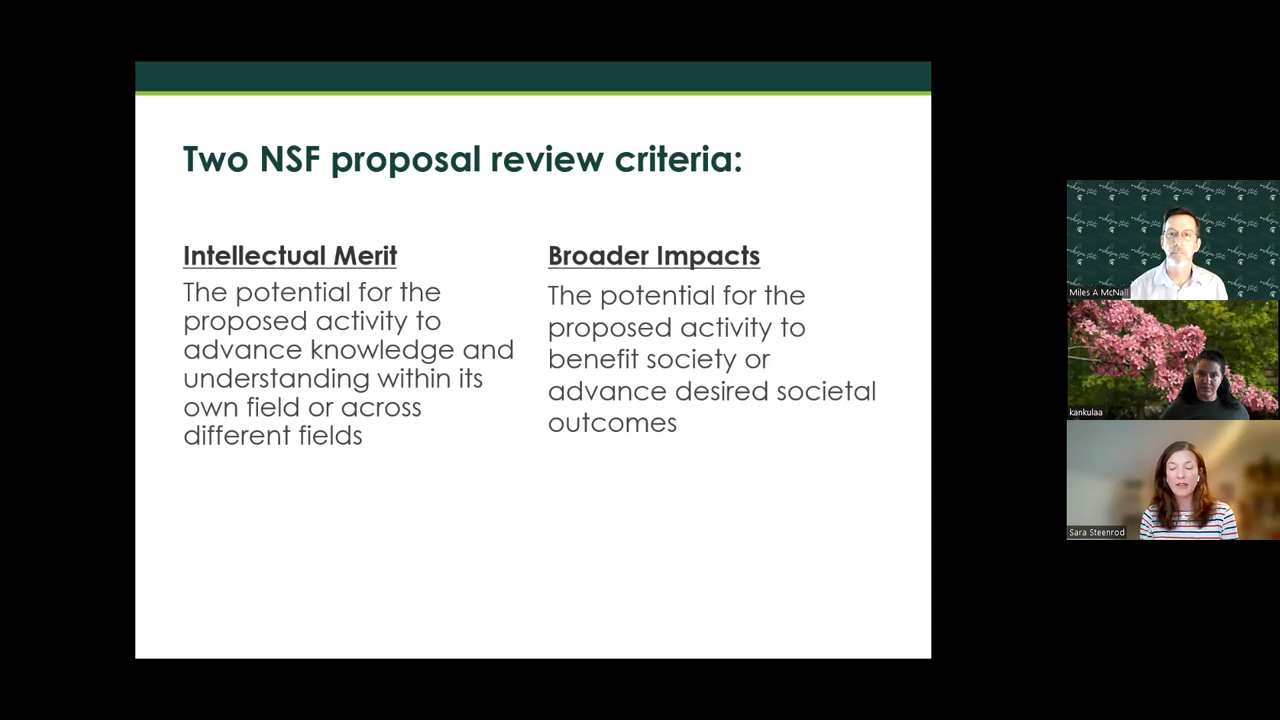 Two NSF proposal review criteria:
Intellectual Merit
The potential for the
proposed activity to
advance knowledge and
understanding within its
own field or across
different fields
Broader Impacts
The potential for the
proposed activity to
benefit society or
advance desired societal
outcomes
Miles A McNall
kankulaa
Sara Steenrod